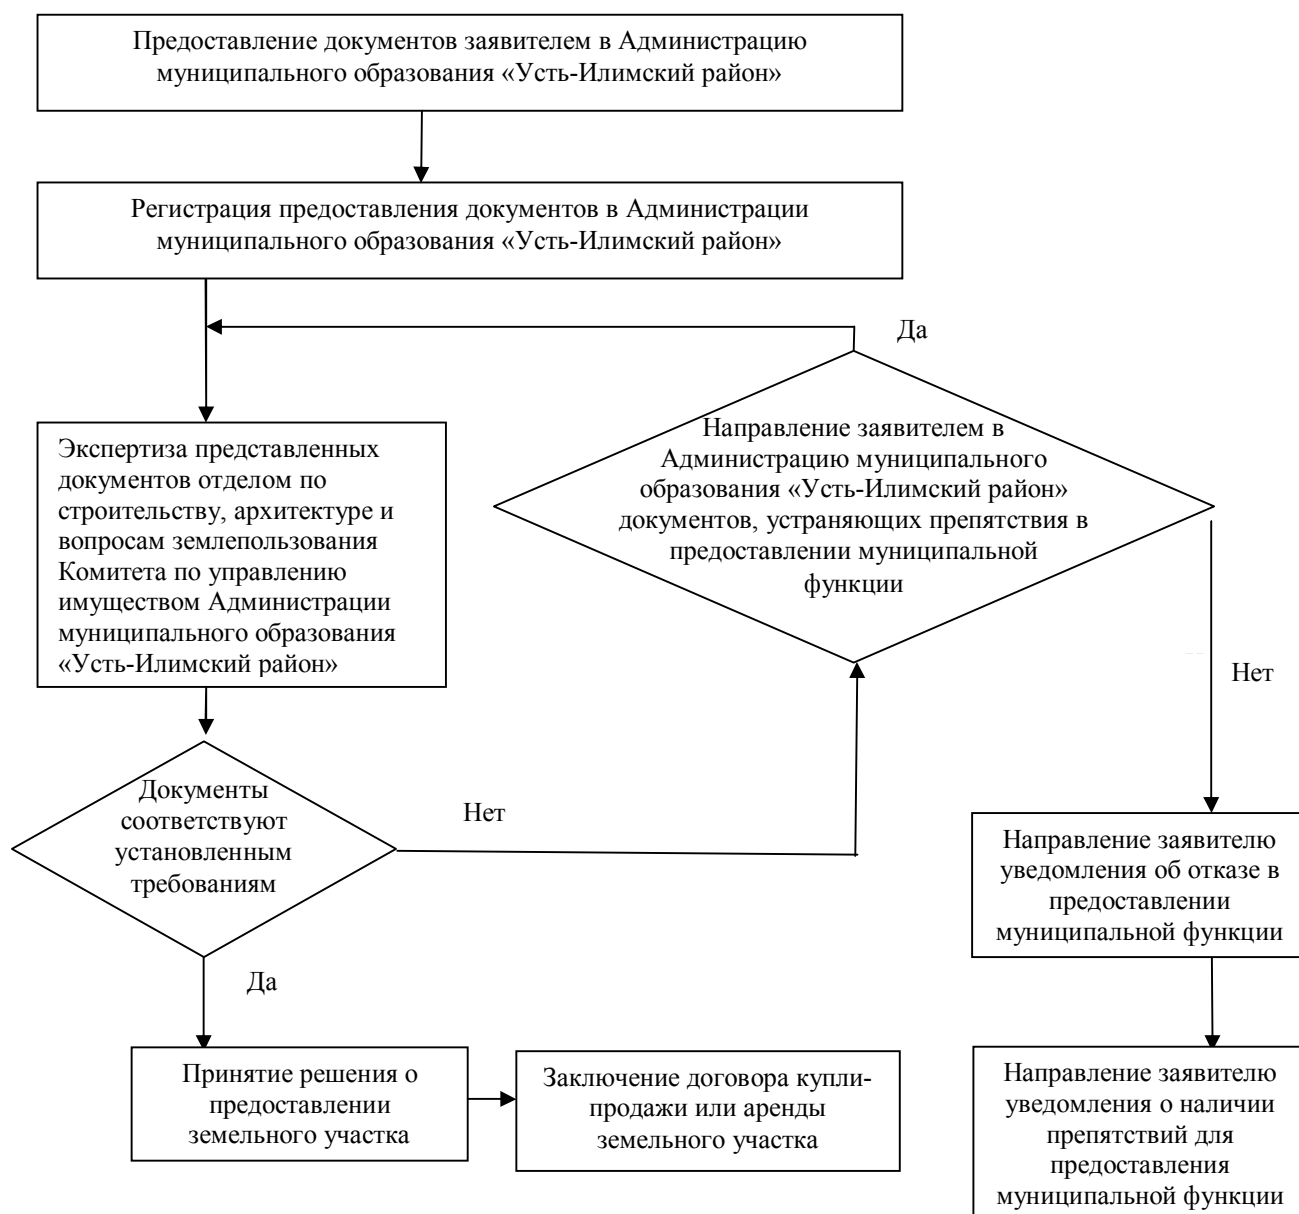 Предоставление документов заявителем в Администрацию
муниципального образования «Усть-Илимский район»
Регистрация предоставления документов в Администрации
муниципального образования «Усть-Илимский район»
Да
Направление заявителем в
Администрацию муниципального
образования «Усть-Илимский район»
документов, устраняющих препятствия в
предоставлении муниципальной
функции
Экспертиза представленных
документов отделом по
строительству, архитектуре и
вопросам землепользования
Комитета по управлению
имуществом Администрации
муниципального образования
«Усть-Илимский район»
Нет
Документы
соответствуют
установленным
требованиям
Нет
Направление заявителю
уведомления об отказе в
предоставлении
муниципальной функции
Да
Принятие решения о
предоставлении
земельного участка
Заключение договора купли-
продажи или аренды
земельного участка
Направление заявителю
уведомления о наличии
препятствий для
предоставления
муниципальной функции